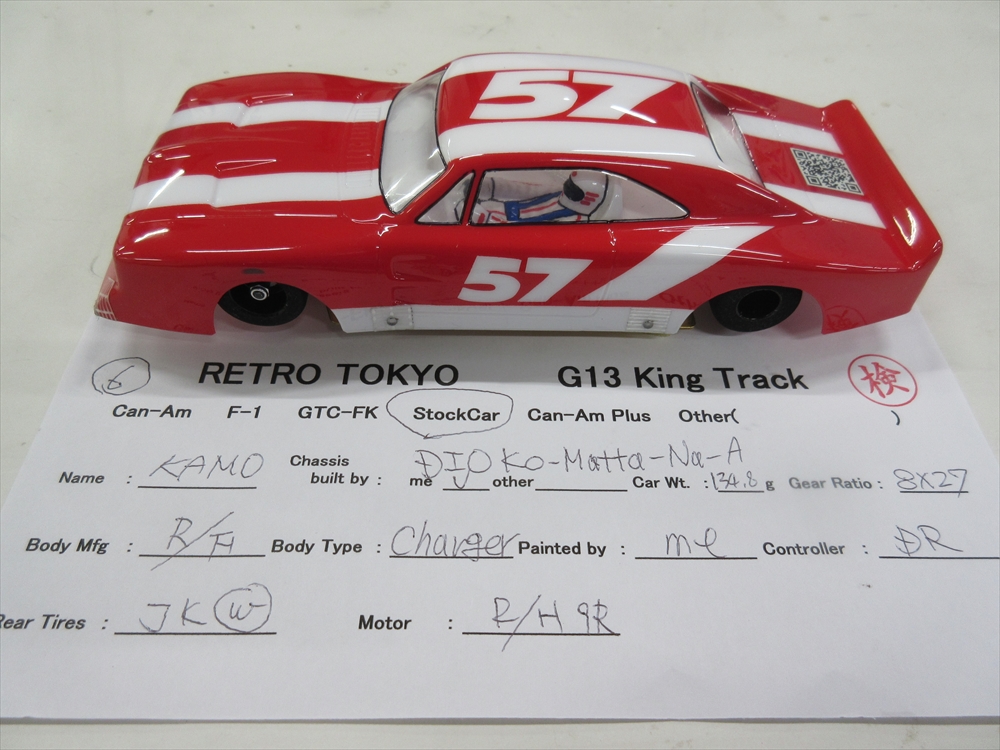 57
57
6 RETRO TOKYO G13 King Track 検
Can-Am F-1 GTC-FK StockCar Can-Am Plus Other( )
Name : KAMO Chassis built by : DIO Ko-Matta-Na-A
me other Car Wt. : 134.8 g Gear Ratio : 8X27
Body Mfg : R/H Body Type : Charger Painted by : me Controller : DR
Rear Tires : JK W Motor : R/H